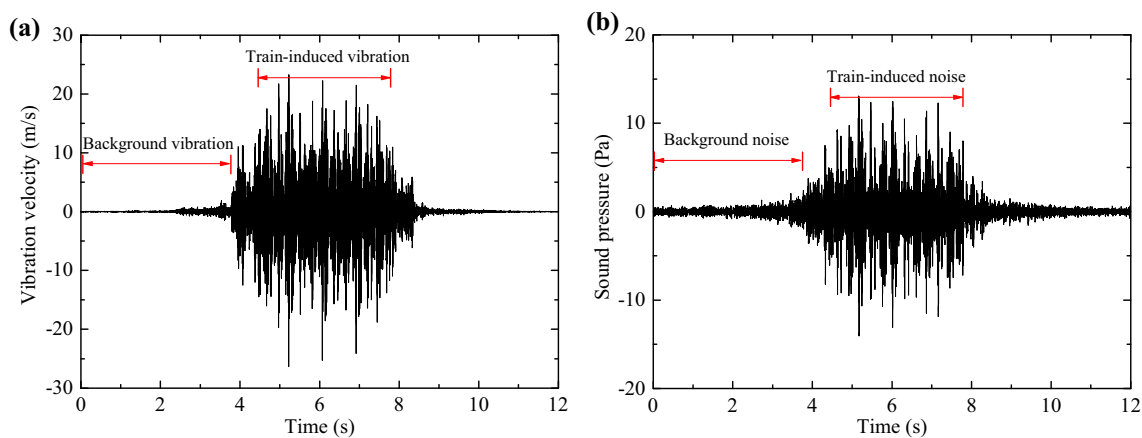 (a)
30
20
10
0
-10
-20
-30
Vibration velocity (m/s)
Train-induced vibration
Background vibration
0 2 4 6 8 10 12
Time (s)
(b)
20
10
0
-10
-20
Sound pressure (Pa)
Train-induced noise
Background noise
0 2 4 6 8 10 12
Time (s)